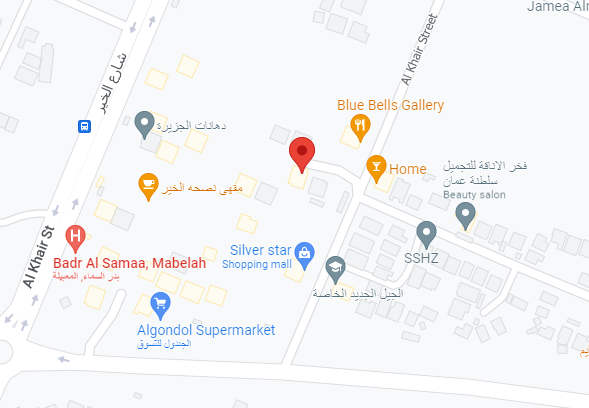 Jamea Alr
Al Khair Street
شارع الخير
Blue Bells Gallery
دهانات الجزيرة
Home
فخر الاناقة للتجميل
سلطنة عمان
Beauty salon
مقهى نصحه الخير
Al Khair St
Badr Al Samaa, Mabelah
بدر السماء, المعبيلة
Silver star
Shopping mall
SSHZ
الجيل الجديد الخاصة
Algondol Supermarket
الجندول للتسوق